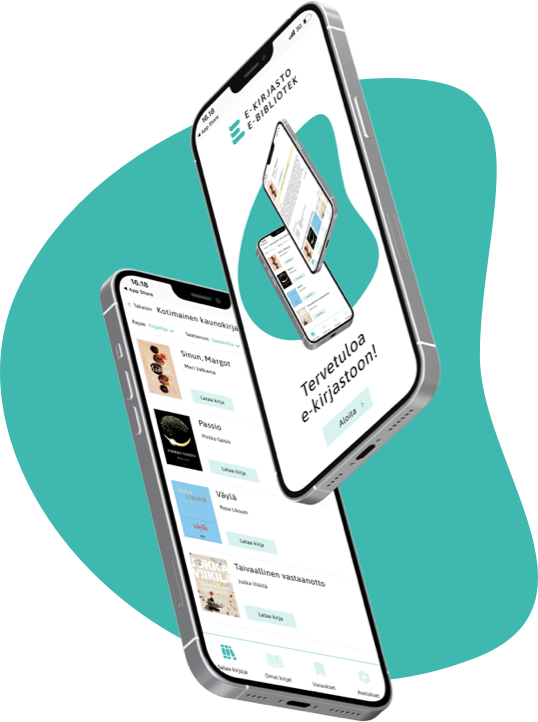 16.18
App Store
3G
E-KIRJASTO
E-BIBLIOTEK
Tervetuloa
e-kirjastoon!
Aloita
16.18
App Store
Takaisin
Kotimainen kaunokirja
Rajaa:
Saatavuus:
Sinun, Margot
Meri Valkama
Lataa kirja
Passio
Pirkko Saisio
Lataa kirja
Väylä
Rosa Liksom
Lataa kirja
Taivaallinen vastaanotto
Jukka Viikilä
Lataa kirja
Selaa kirjoja
Omat kirjat
Varaukset
Asetukset